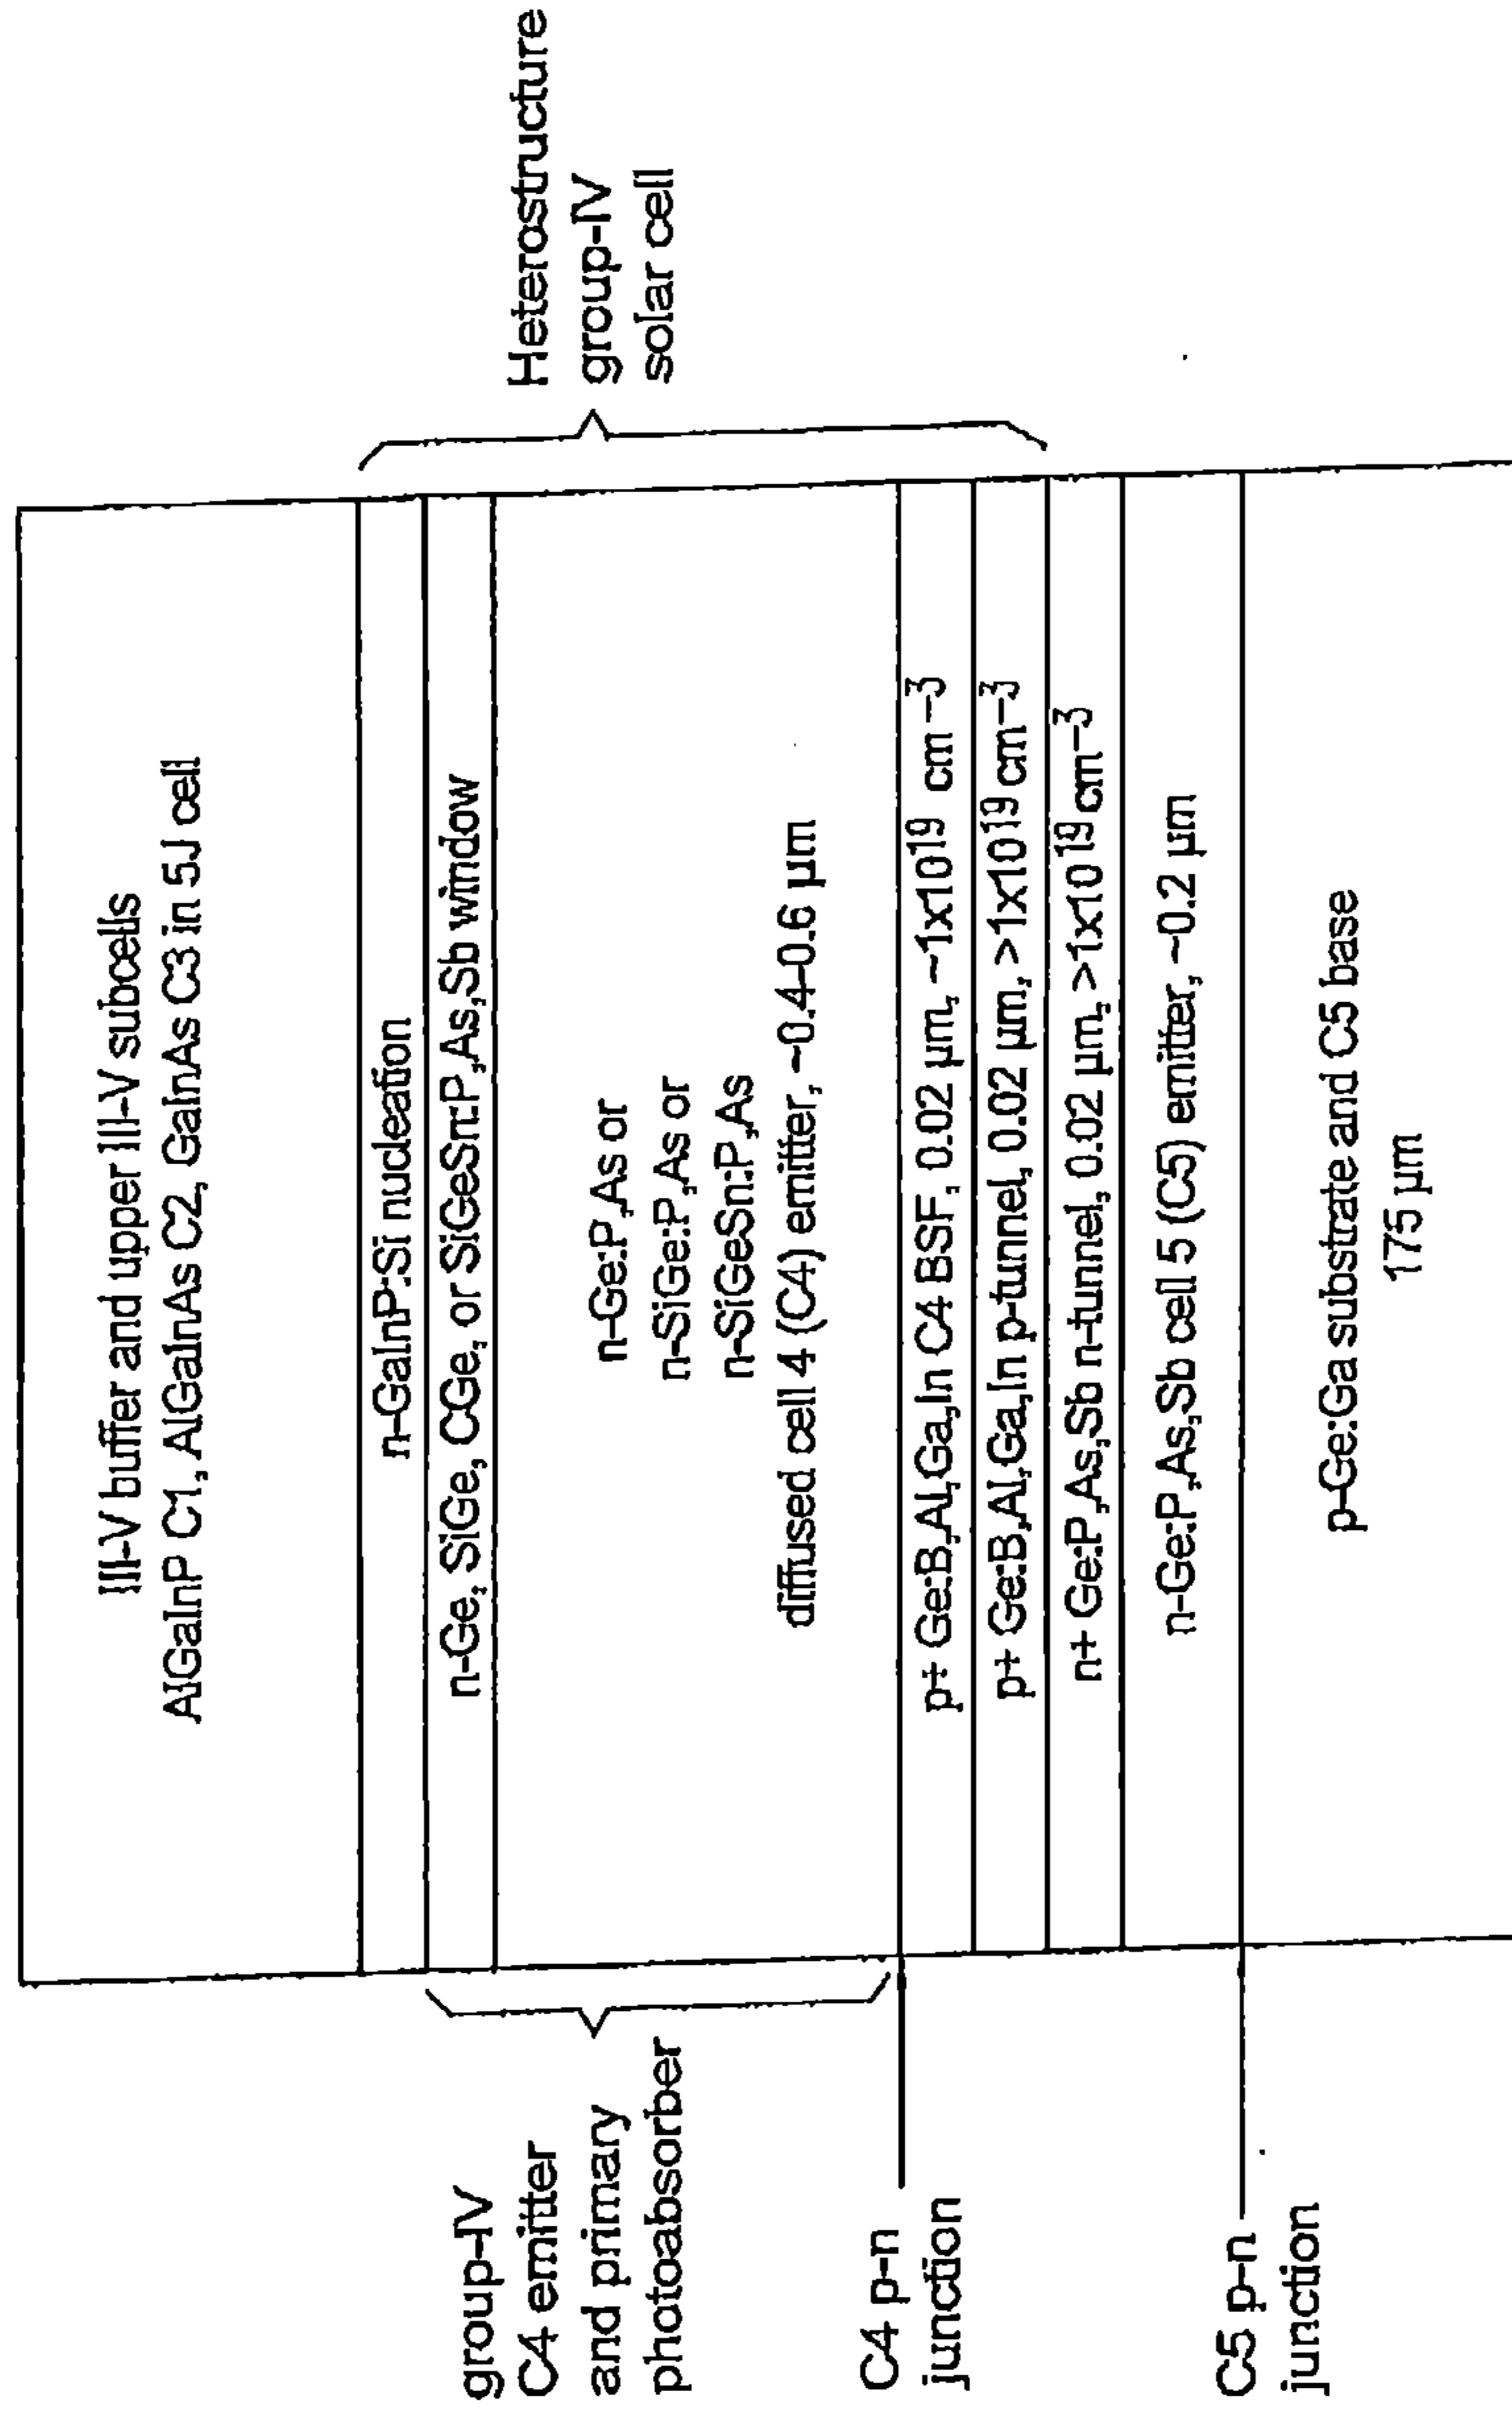 III-V buffer and upper III-V subcells
AlGaInP C1, AlGaInAs C2, GaInAs C3 in 5J cell
n-GaInP:Si nucleation
n-Ge, SiGe, CGe, or SiGeSn:P,As,Sb window
n-Ge:P,As or
n-SiGe:P,As or
n-SiGeSn:P,As
diffused cell 4 (C4) emitter, ~0.4-0.6 µm
p+ Ge:B,Al,Ga,In C4 BSF, 0.02 µm, ~1x10¹⁹ cm⁻³
p+ Ge:B,Al,Ga,In p-tunnel, 0.02 µm, >1x10¹⁹ cm⁻³
n+ Ge:P,As,Sb n-tunnel, 0.02 µm, >1x10¹⁹ cm⁻³
n-Ge:P,As,Sb cell 5 (C5) emitter, ~0.2 µm
p-Ge:Ga substrate and C5 base
175 µm
group-IV
C4 emitter
and primary
photoabsorber
C4 p-n
junction
C5 p-n
junction
Heterostructure
group-IV
solar cell